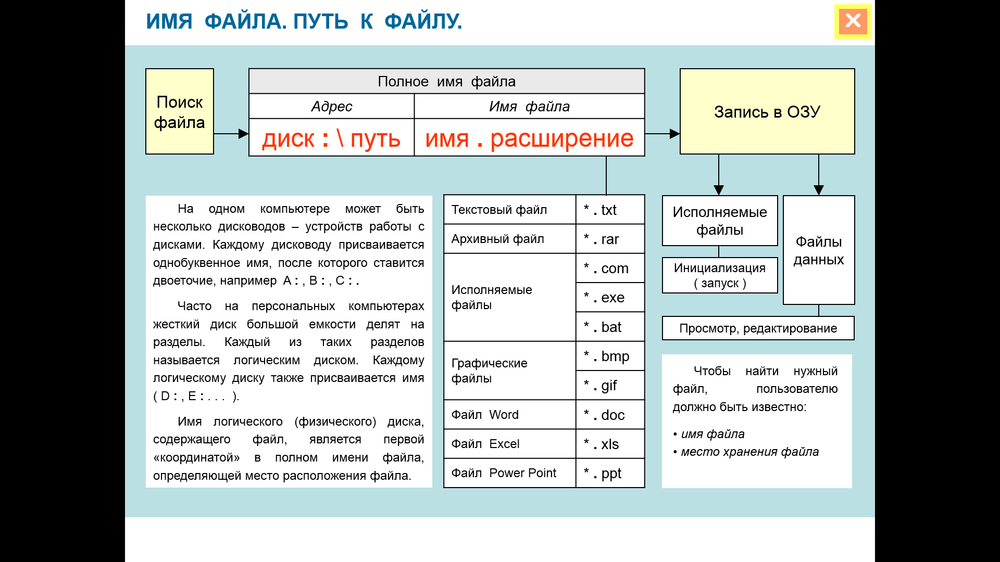 ИМЯ ФАЙЛА. ПУТЬ К ФАЙЛУ.
Поиск
файла
Полное имя файла
Адрес
Имя файла
диск : \ путь
имя . расширение
Запись в ОЗУ
На одном компьютере может быть
несколько дисководов – устройств работы с
дисками. Каждому дисководу присваивается
однобуквенное имя, после которого ставится
двоеточие, например A : , B : , C : .
Часто на персональных компьютерах
жесткий диск большой емкости делят на
разделы. Каждый из таких разделов
называется логическим диском. Каждому
логическому диску также присваивается имя
( D : , E : . . . ).
Имя логического (физического) диска,
содержащего файл, является первой
«координатой» в полном имени файла,
определяющей место расположения файла.
Текстовый файл
* . txt
Архивный файл
* . rar
Исполняемые
файлы
* . com
* . exe
* . bat
Графические
файлы
* . bmp
* . gif
Файл Word
* . doc
Файл Excel
* . xls
Файл Power Point
* . ppt
Исполняемые
файлы
Инициализация
( запуск )
Файлы
данных
Просмотр, редактирование
Чтобы найти нужный
файл, пользователю
должно быть известно:
• имя файла
• место хранения файла